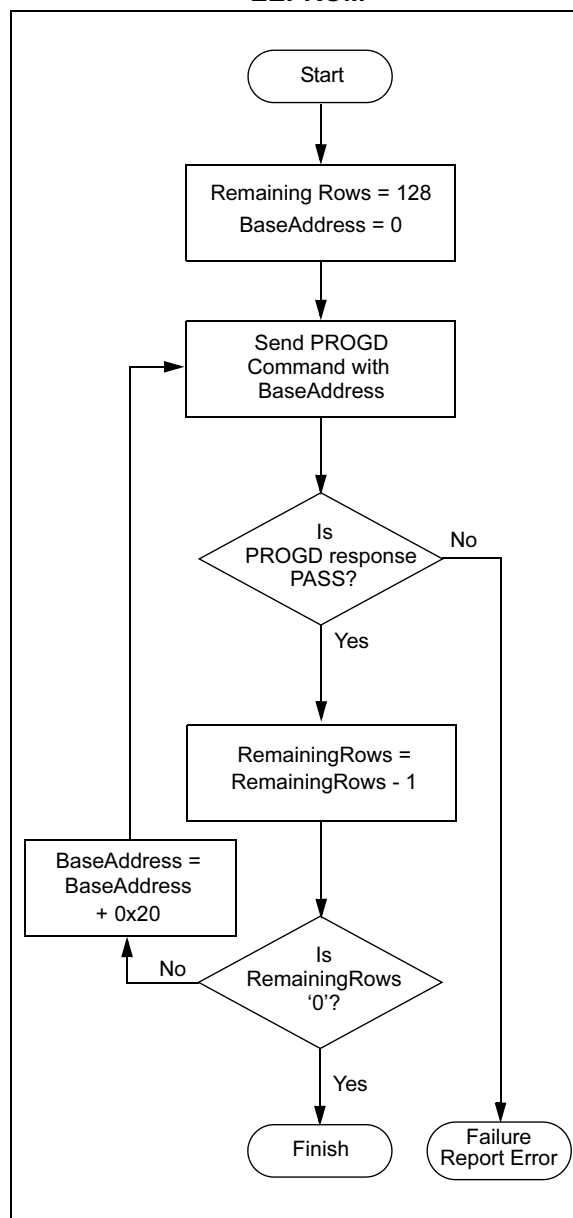 Start
Remaining Rows = 128
BaseAddress = 0
Send PROGD
Command with
BaseAddress
Is
PROGD response
PASS?
No
Yes
RemainingRows =
RemainingRows - 1
BaseAddress =
BaseAddress
+ 0x20
No
Is
RemainingRows
‘0’?
Yes
Finish
Failure
Report Error